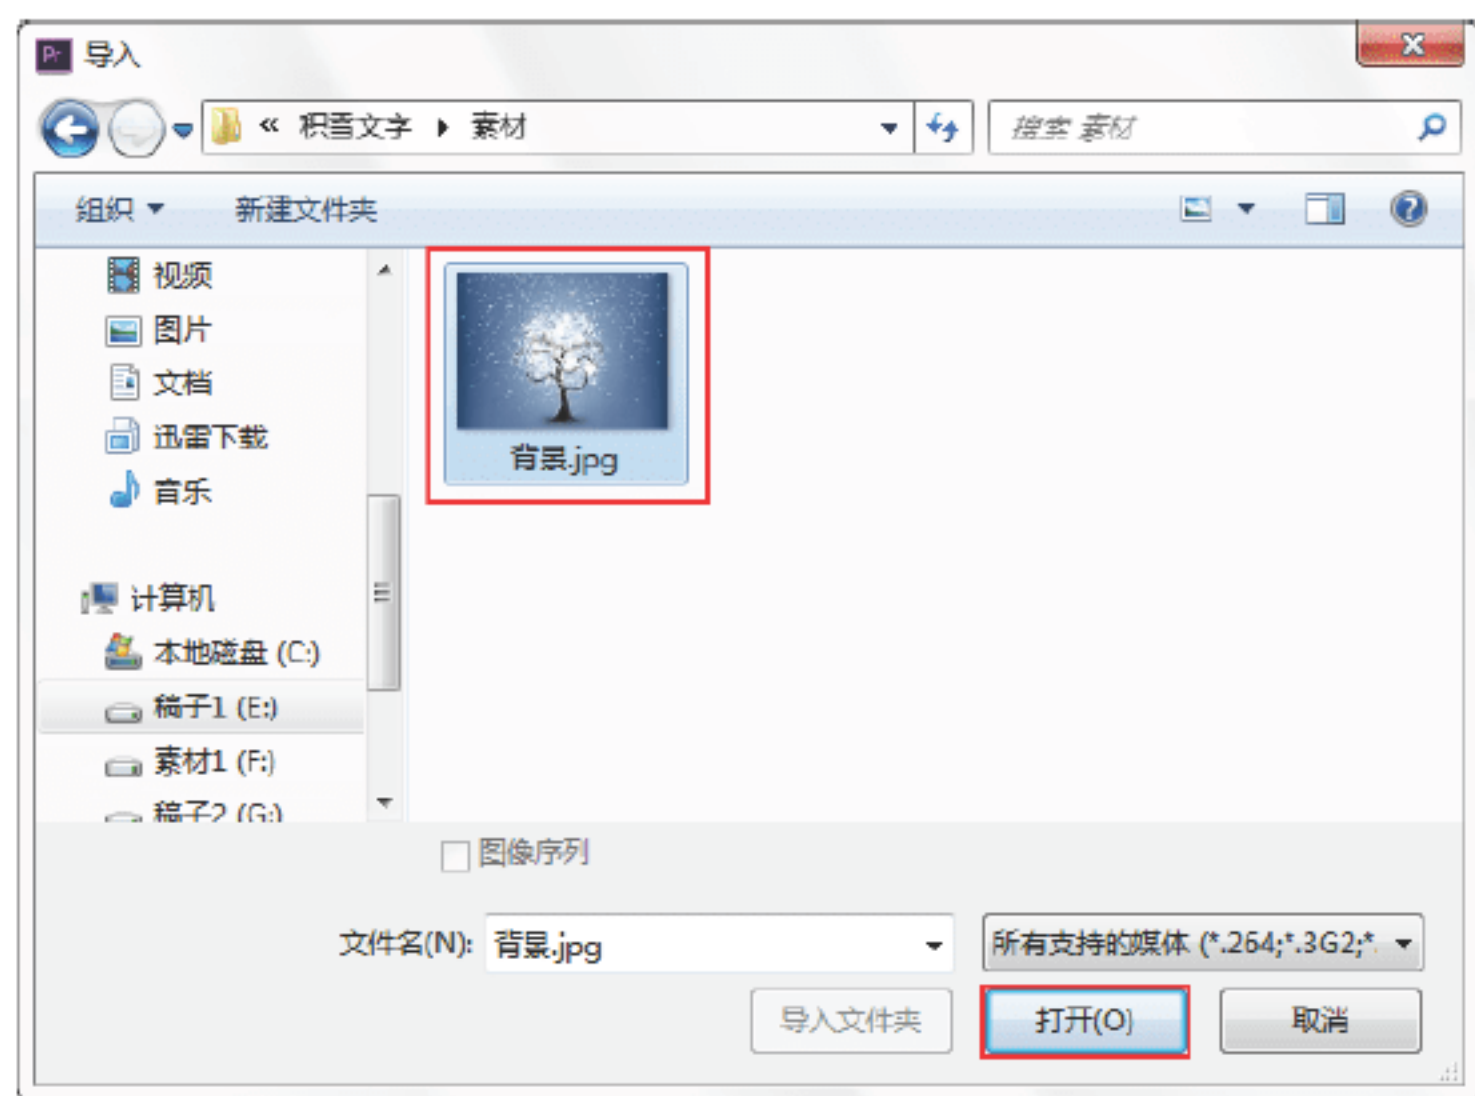 Pr 导入
« 积雪文字 ▸ 素材
搜索 素材
组织 新建文件夹
视频
图片
文档
迅雷下载
音乐
背景.jpg
计算机
本地磁盘 (C:)
稿子1 (E:)
素材1 (F:)
稿子2 (G:)
图像序列
文件名(N): 背景.jpg
所有支持的媒体 (*.264;*.3G2;*.
导入文件夹 打开(O) 取消